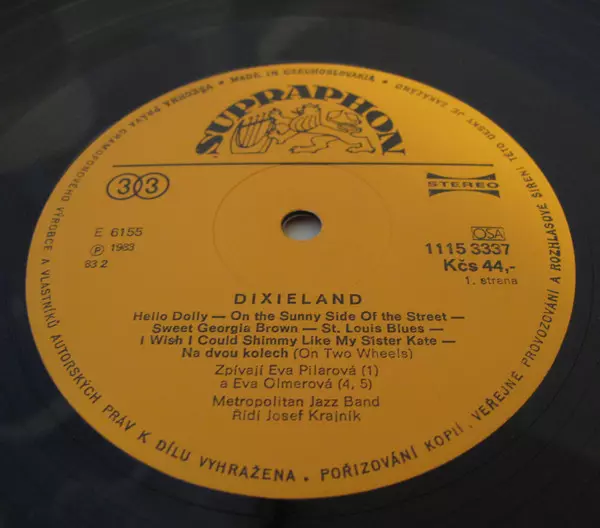 VŠECHNA PRÁVA GRAMOFONOVÉHO VÝROBCE A VLASTNÍKŮ AUTORSKÝCH PRÁV K DÍLU VYHRAŽENA . POŘIZOVÁNÍ KOPIÍ . VEŘEJNÉ PROVOZOVÁNÍ A ROZHLASOVÉ ŠÍŘENÍ TÉTO DESKY JE ZAKÁZÁNO
MADE IN CZECHOSLOVAKIA
SUPRAPHON
33
STEREO
E 6155
℗ 1983
83 2
OSA
1115 3337
Kčs 44,-
1. strana
DIXIELAND
Hello Dolly — On the Sunny Side Of the Street —
Sweet Georgia Brown — St. Louis Blues —
I Wish I Could Shimmy Like My Sister Kate —
Na dvou kolech (On Two Wheels)
Zpívají Eva Pilarová (1)
a Eva Olmerová (4, 5)
Metropolitan Jazz Band
Řídí Josef Krajník